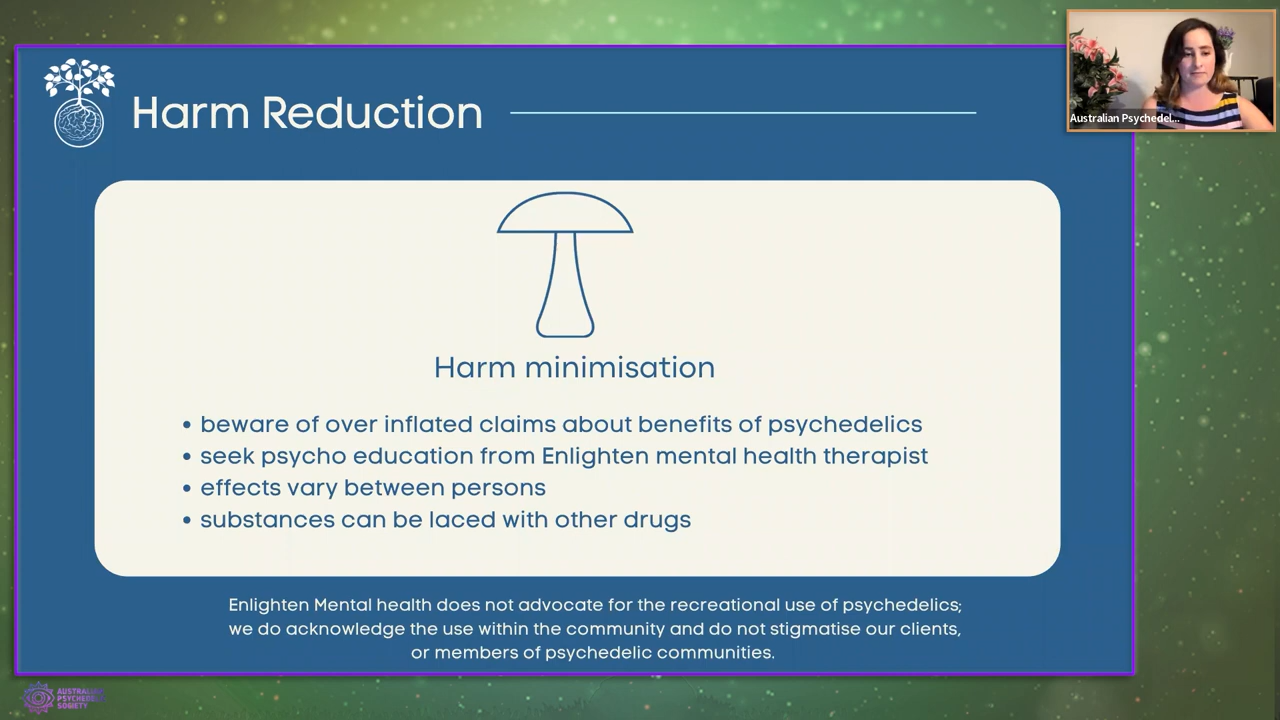 Harm Reduction
Australian Psychedel...
Harm minimisation
• beware of over inflated claims about benefits of psychedelics
• seek psycho education from Enlighten mental health therapist
• effects vary between persons
• substances can be laced with other drugs
Enlighten Mental health does not advocate for the recreational use of psychedelics;
we do acknowledge the use within the community and do not stigmatise our clients,
or members of psychedelic communities.
AUSTRALIAN
PSYCHEDELIC
SOCIETY